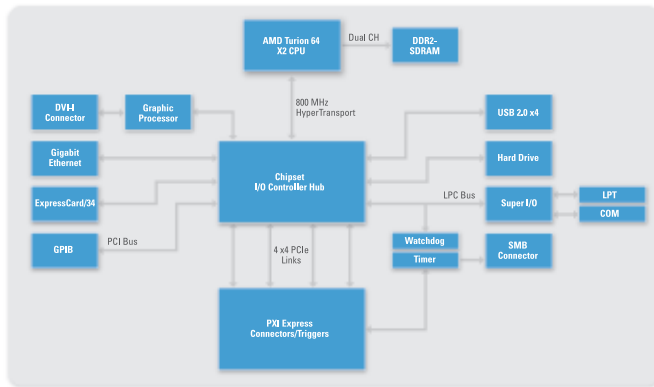 AMD Turion 64
X2 CPU
Dual CH
DDR2-
SDRAM
800 MHz
HyperTransport
DVI-I
Connector
Graphic
Processor
USB 2.0 x4
Gigabit
Ethernet
Chipset
I/O Controller Hub
Hard Drive
ExpressCard/34
LPC Bus
Super I/O
LPT
COM
GPIB
PCI Bus
4 x4 PCIe
Links
Watchdog
Timer
SMB
Connector
PXI Express
Connectors/Triggers